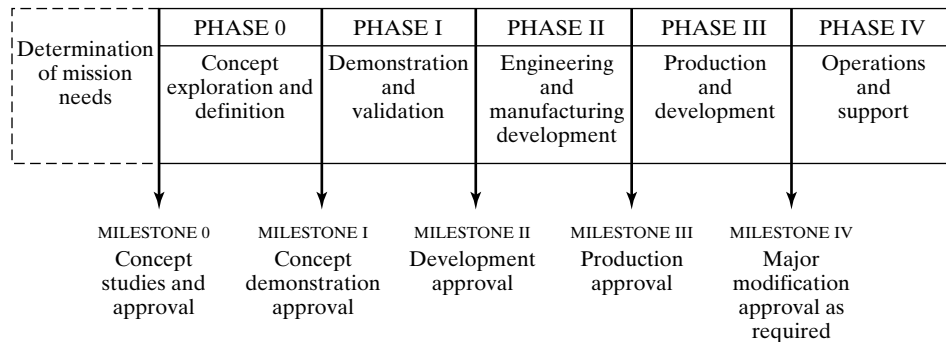 Determination
of mission
needs
PHASE 0
Concept
exploration and
definition
PHASE I
Demonstration
and
validation
PHASE II
Engineering
and
manufacturing
development
PHASE III
Production
and
development
PHASE IV
Operations
and
support
MILESTONE 0
Concept
studies and
approval
MILESTONE I
Concept
demonstration
approval
MILESTONE II
Development
approval
MILESTONE III
Production
approval
MILESTONE IV
Major
modification
approval as
required